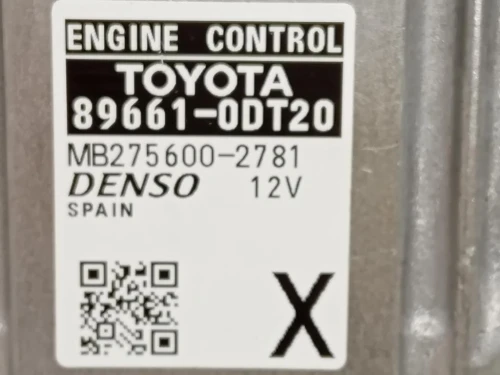 ENGINE CONTROL
TOYOTA
89661-0DT20
MB275600-2781
DENSO 12V
SPAIN
X